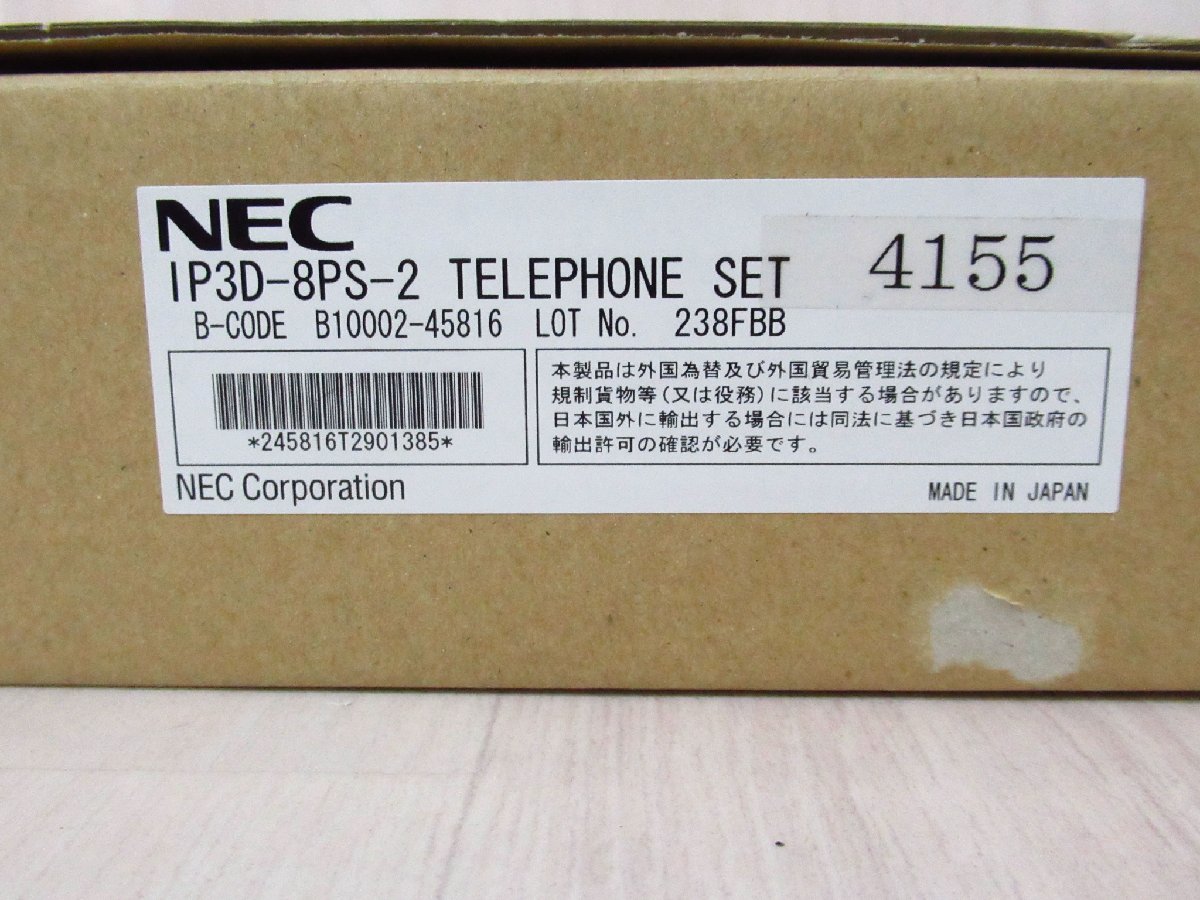 NEC
IP3D-8PS-2 TELEPHONE SET
4155
B-CODE B10002-45816 LOT No. 238FBB
*245816T2901385*
本製品は外国為替及び外国貿易管理法の規定により
規制貨物等(又は役務)に該当する場合がありますので、
日本国外に輸出する場合には同法に基づき日本国政府の
輸出許可の確認が必要です。
NEC Corporation
MADE IN JAPAN